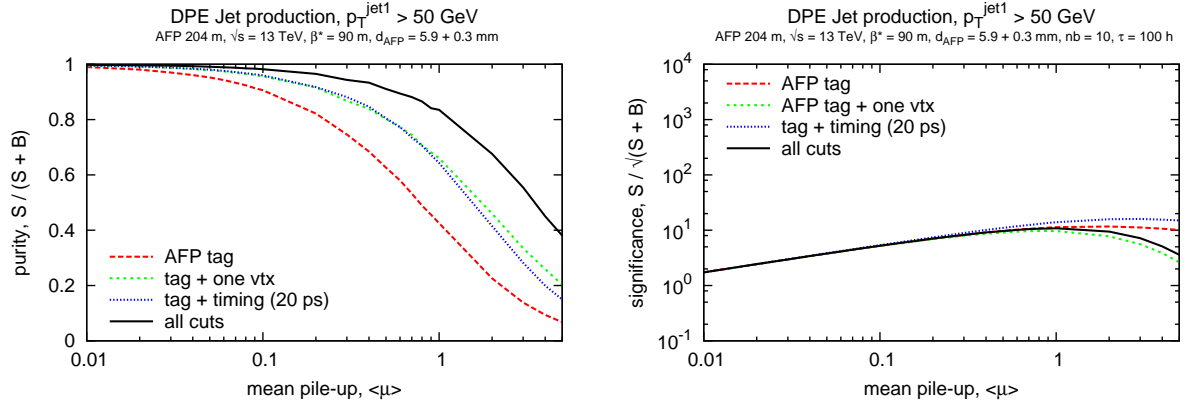 DPE Jet production, p_T^jet1 > 50 GeV
AFP 204 m, √s = 13 TeV, β* = 90 m, d_AFP = 5.9 + 0.3 mm
purity, S / (S + B)
1
0.8
0.6
0.4
0.2
0
AFP tag
tag + one vtx
tag + timing (20 ps)
all cuts
0.01 0.1 1
mean pile-up, <μ>
DPE Jet production, p_T^jet1 > 50 GeV
AFP 204 m, √s = 13 TeV, β* = 90 m, d_AFP = 5.9 + 0.3 mm, nb = 10, τ = 100 h
significance, S / √(S + B)
10^4
10^3
10^2
10^1
10^0
10^-1
AFP tag
AFP tag + one vtx
tag + timing (20 ps)
all cuts
0.01 0.1 1
mean pile-up, <μ>